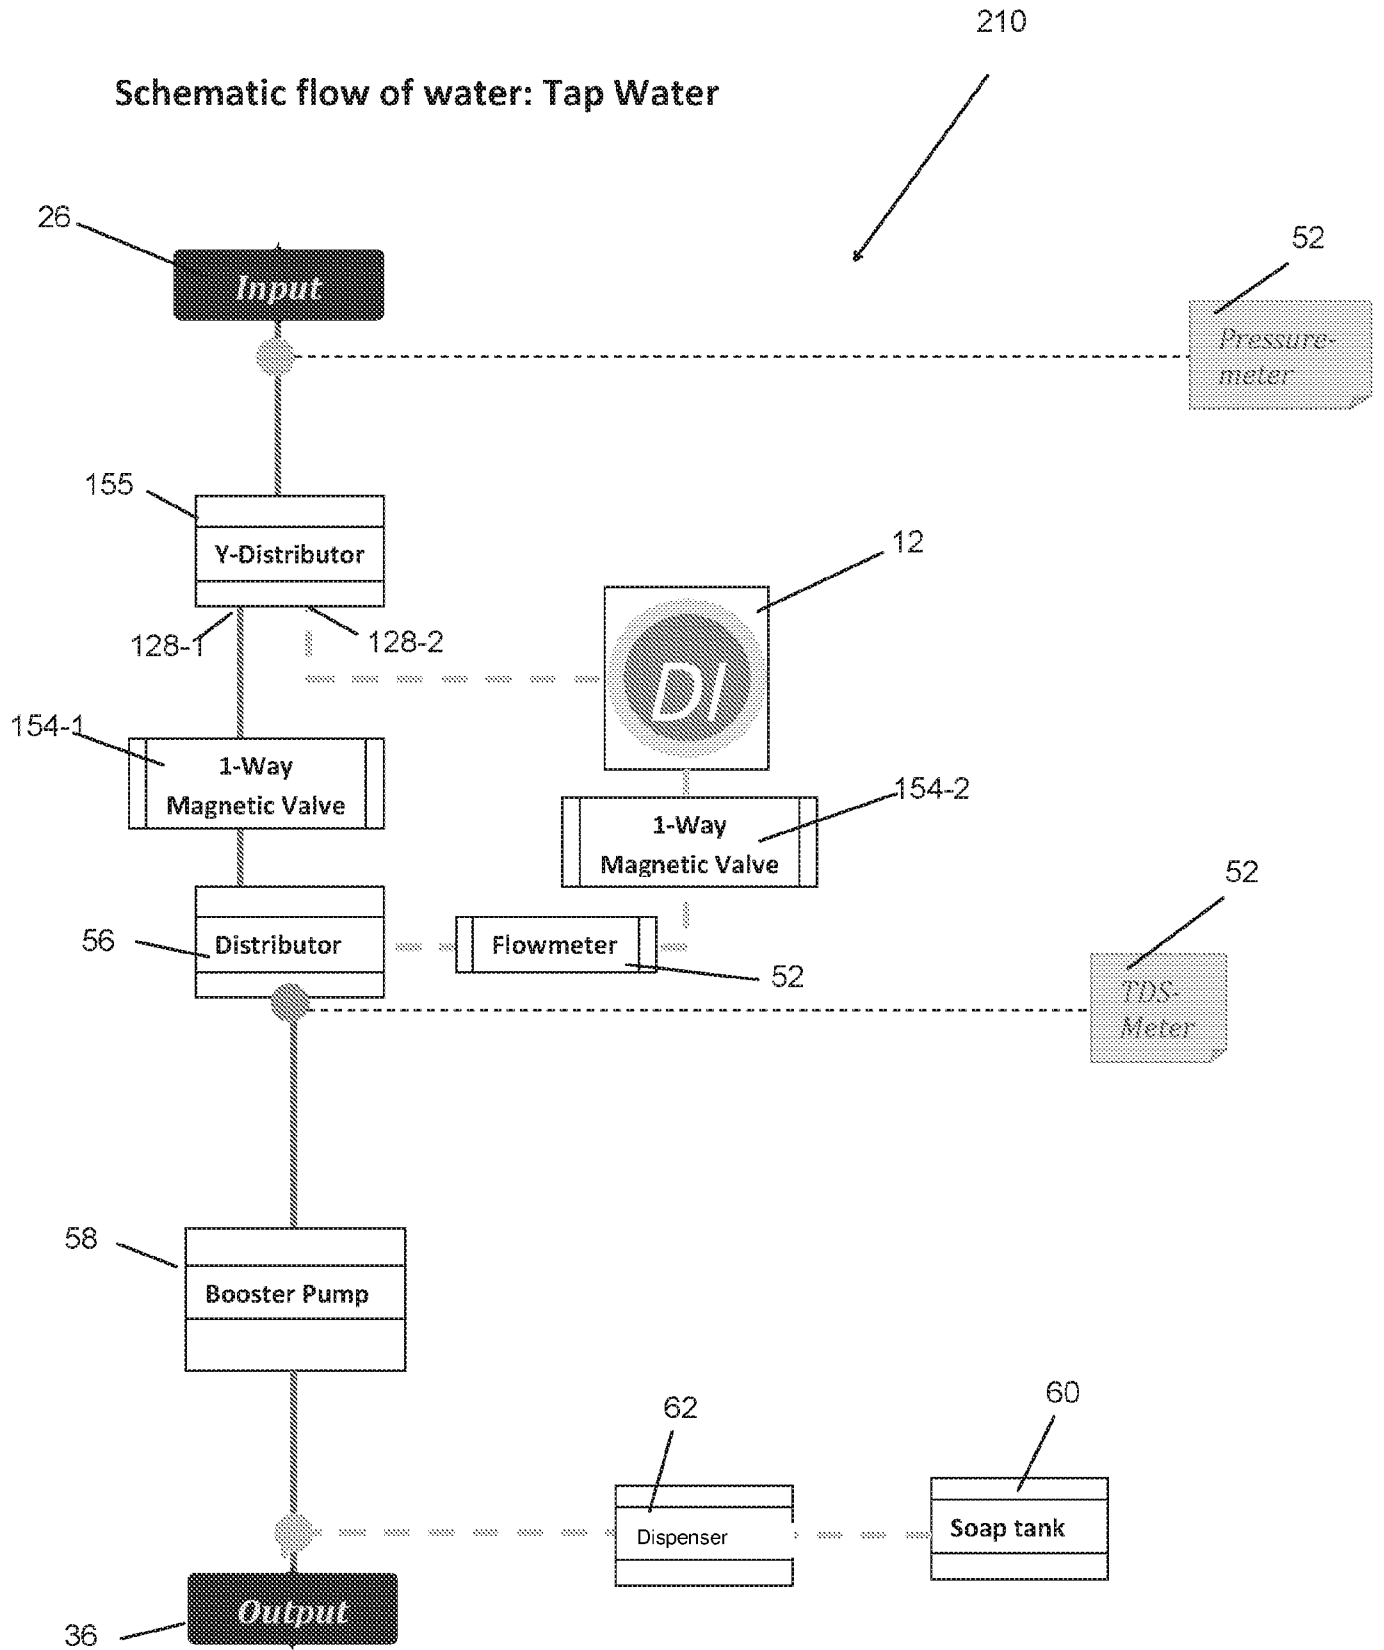 210
Schematic flow of water: Tap Water
26
Input
52
Pressure-
meter
155
Y-Distributor
12
128-1
128-2
DI
154-1
1-Way
Magnetic Valve
154-2
1-Way
Magnetic Valve
52
56
Distributor
Flowmeter
52
TDS-
Meter
58
Booster Pump
62
60
Dispenser
Soap tank
Output
36